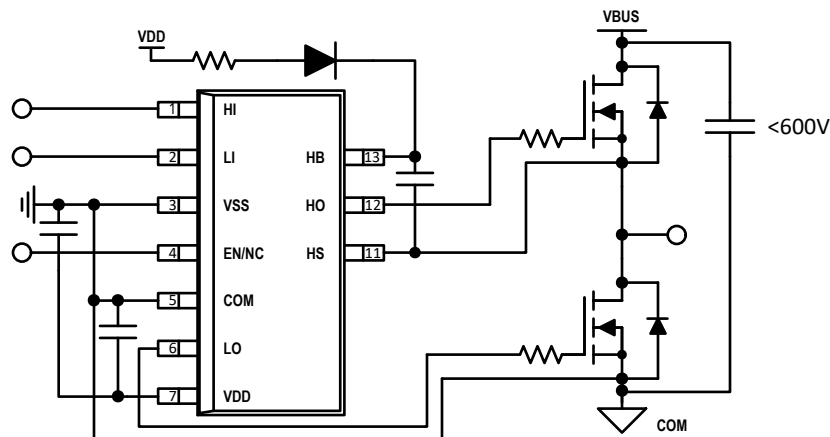 VDD
VBUS
<600V
1 HI
2 LI
HB 13
3 VSS
HO 12
4 EN/NC
HS 11
5 COM
6 LO
7 VDD
COM